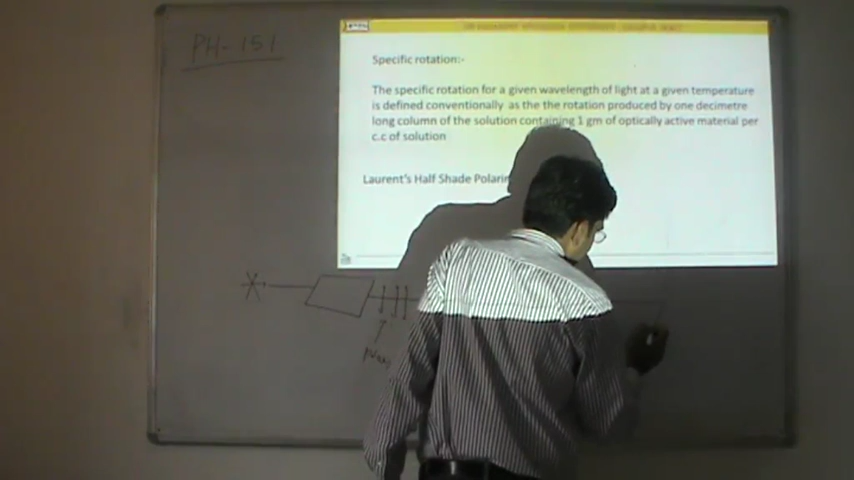 PH-151
Specific rotation:-
The specific rotation for a given wavelength of light at a given temperature
is defined conventionally as the the rotation produced by one decimetre
long column of the solution containing 1 gm of optically active material per
c.c of solution
Laurent's Half Shade